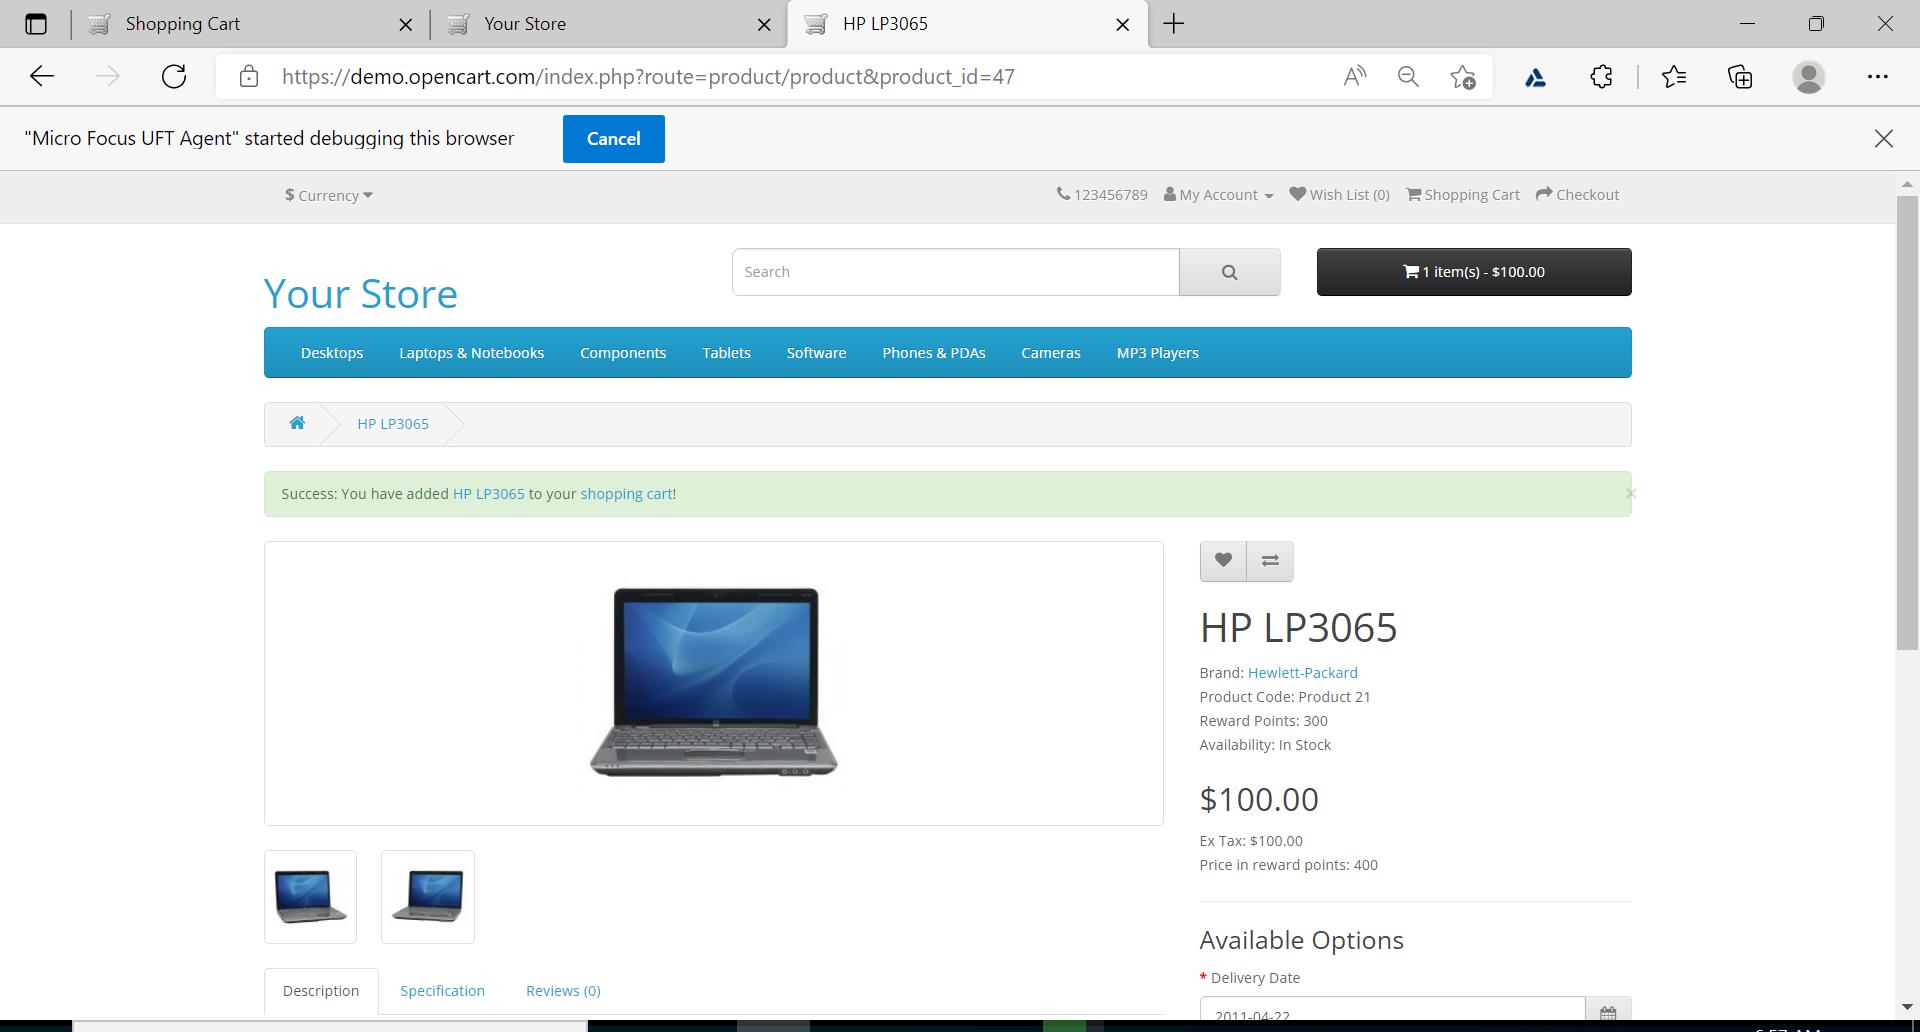 Shopping Cart
Your Store
HP LP3065
https://demo.opencart.com/index.php?route=product/product&product_id=47
"Micro Focus UFT Agent" started debugging this browser
Cancel
$ Currency
123456789
My Account
Wish List (0)
Shopping Cart
Checkout
Your Store
Search
1 item(s) - $100.00
Desktops
Laptops & Notebooks
Components
Tablets
Software
Phones & PDAs
Cameras
MP3 Players
HP LP3065
Success: You have added HP LP3065 to your shopping cart!
HP LP3065
Brand: Hewlett-Packard
Product Code: Product 21
Reward Points: 300
Availability: In Stock
$100.00
Ex Tax: $100.00
Price in reward points: 400
Available Options
* Delivery Date
2011-04-22
Description
Specification
Reviews (0)